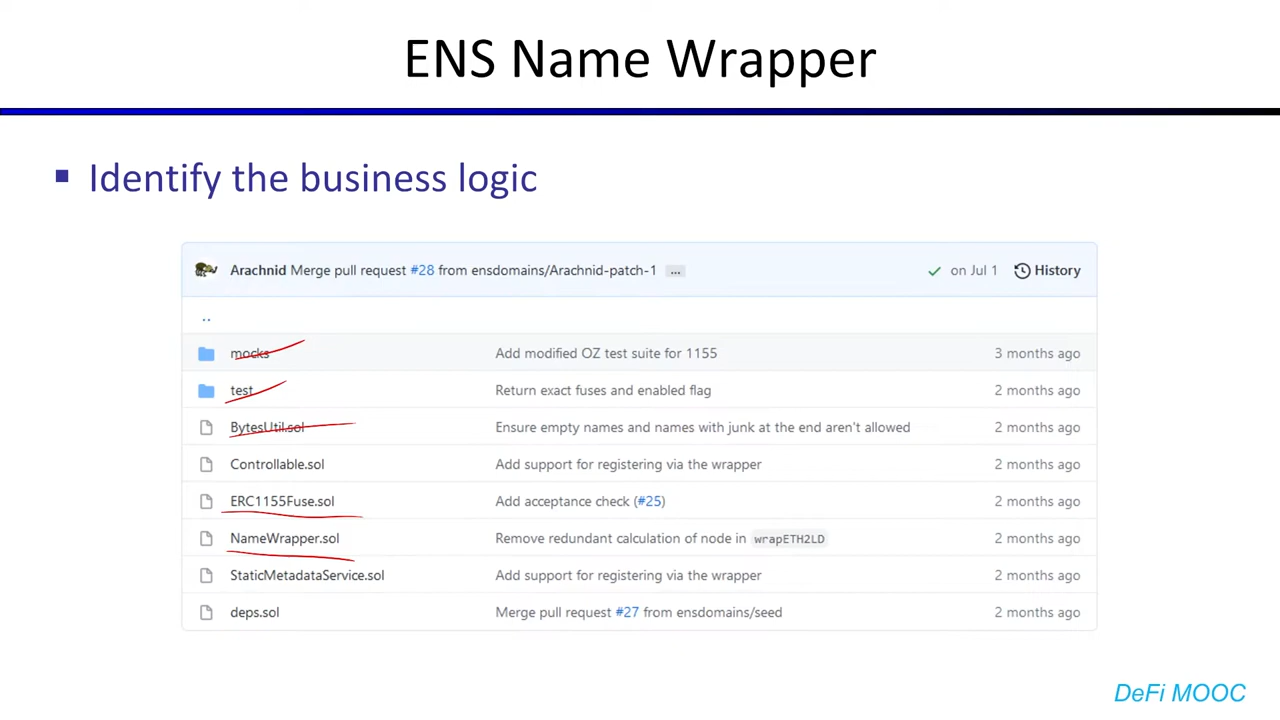 ENS Name Wrapper
▪ Identify the business logic
Arachnid Merge pull request #28 from ensdomains/Arachnid-patch-1 ... on Jul 1 History
..
mocks Add modified OZ test suite for 1155 3 months ago
test Return exact fuses and enabled flag 2 months ago
BytesUtil.sol Ensure empty names and names with junk at the end aren't allowed 2 months ago
Controllable.sol Add support for registering via the wrapper 2 months ago
ERC1155Fuse.sol Add acceptance check (#25) 2 months ago
NameWrapper.sol Remove redundant calculation of node in wrapETH2LD 2 months ago
StaticMetadataService.sol Add support for registering via the wrapper 2 months ago
deps.sol Merge pull request #27 from ensdomains/seed 2 months ago
DeFi MOOC